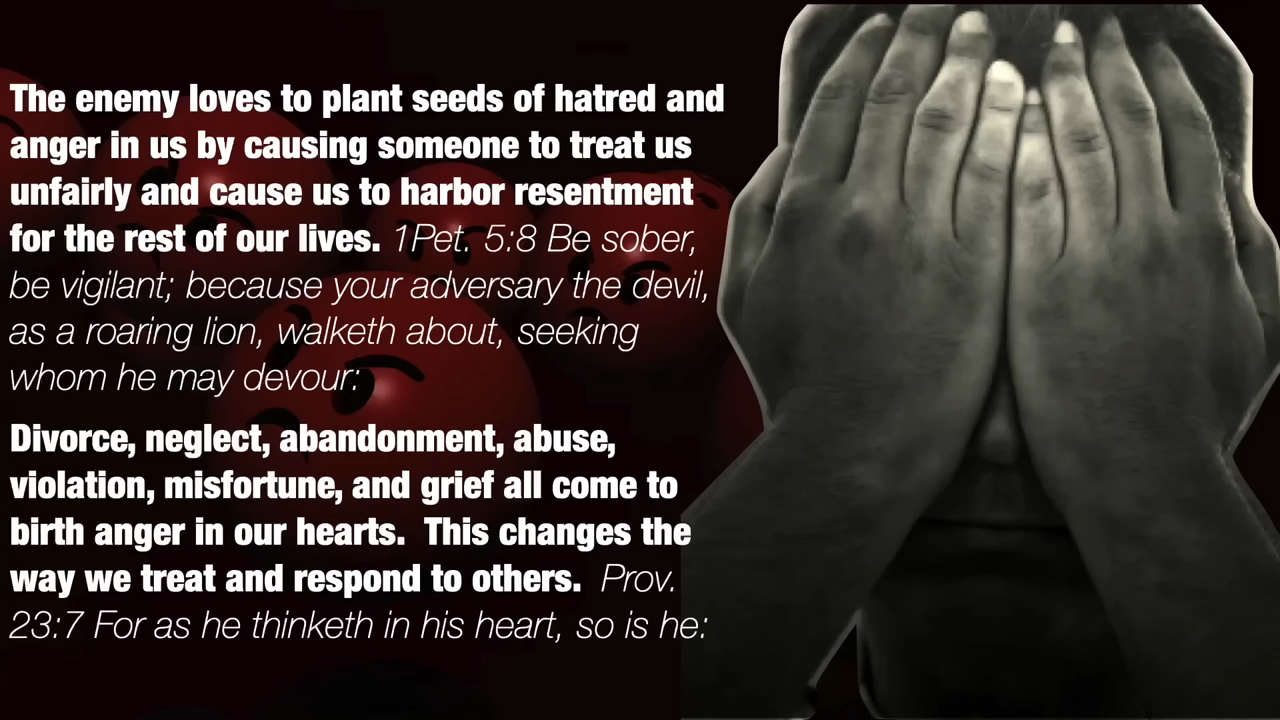 The enemy loves to plant seeds of hatred and
anger in us by causing someone to treat us
unfairly and cause us to harbor resentment
for the rest of our lives. 1Pet. 5:8 Be sober,
be vigilant; because your adversary the devil,
as a roaring lion, walketh about, seeking
whom he may devour:
Divorce, neglect, abandonment, abuse,
violation, misfortune, and grief all come to
birth anger in our hearts.  This changes the
way we treat and respond to others.  Prov.
23:7 For as he thinketh in his heart, so is he: